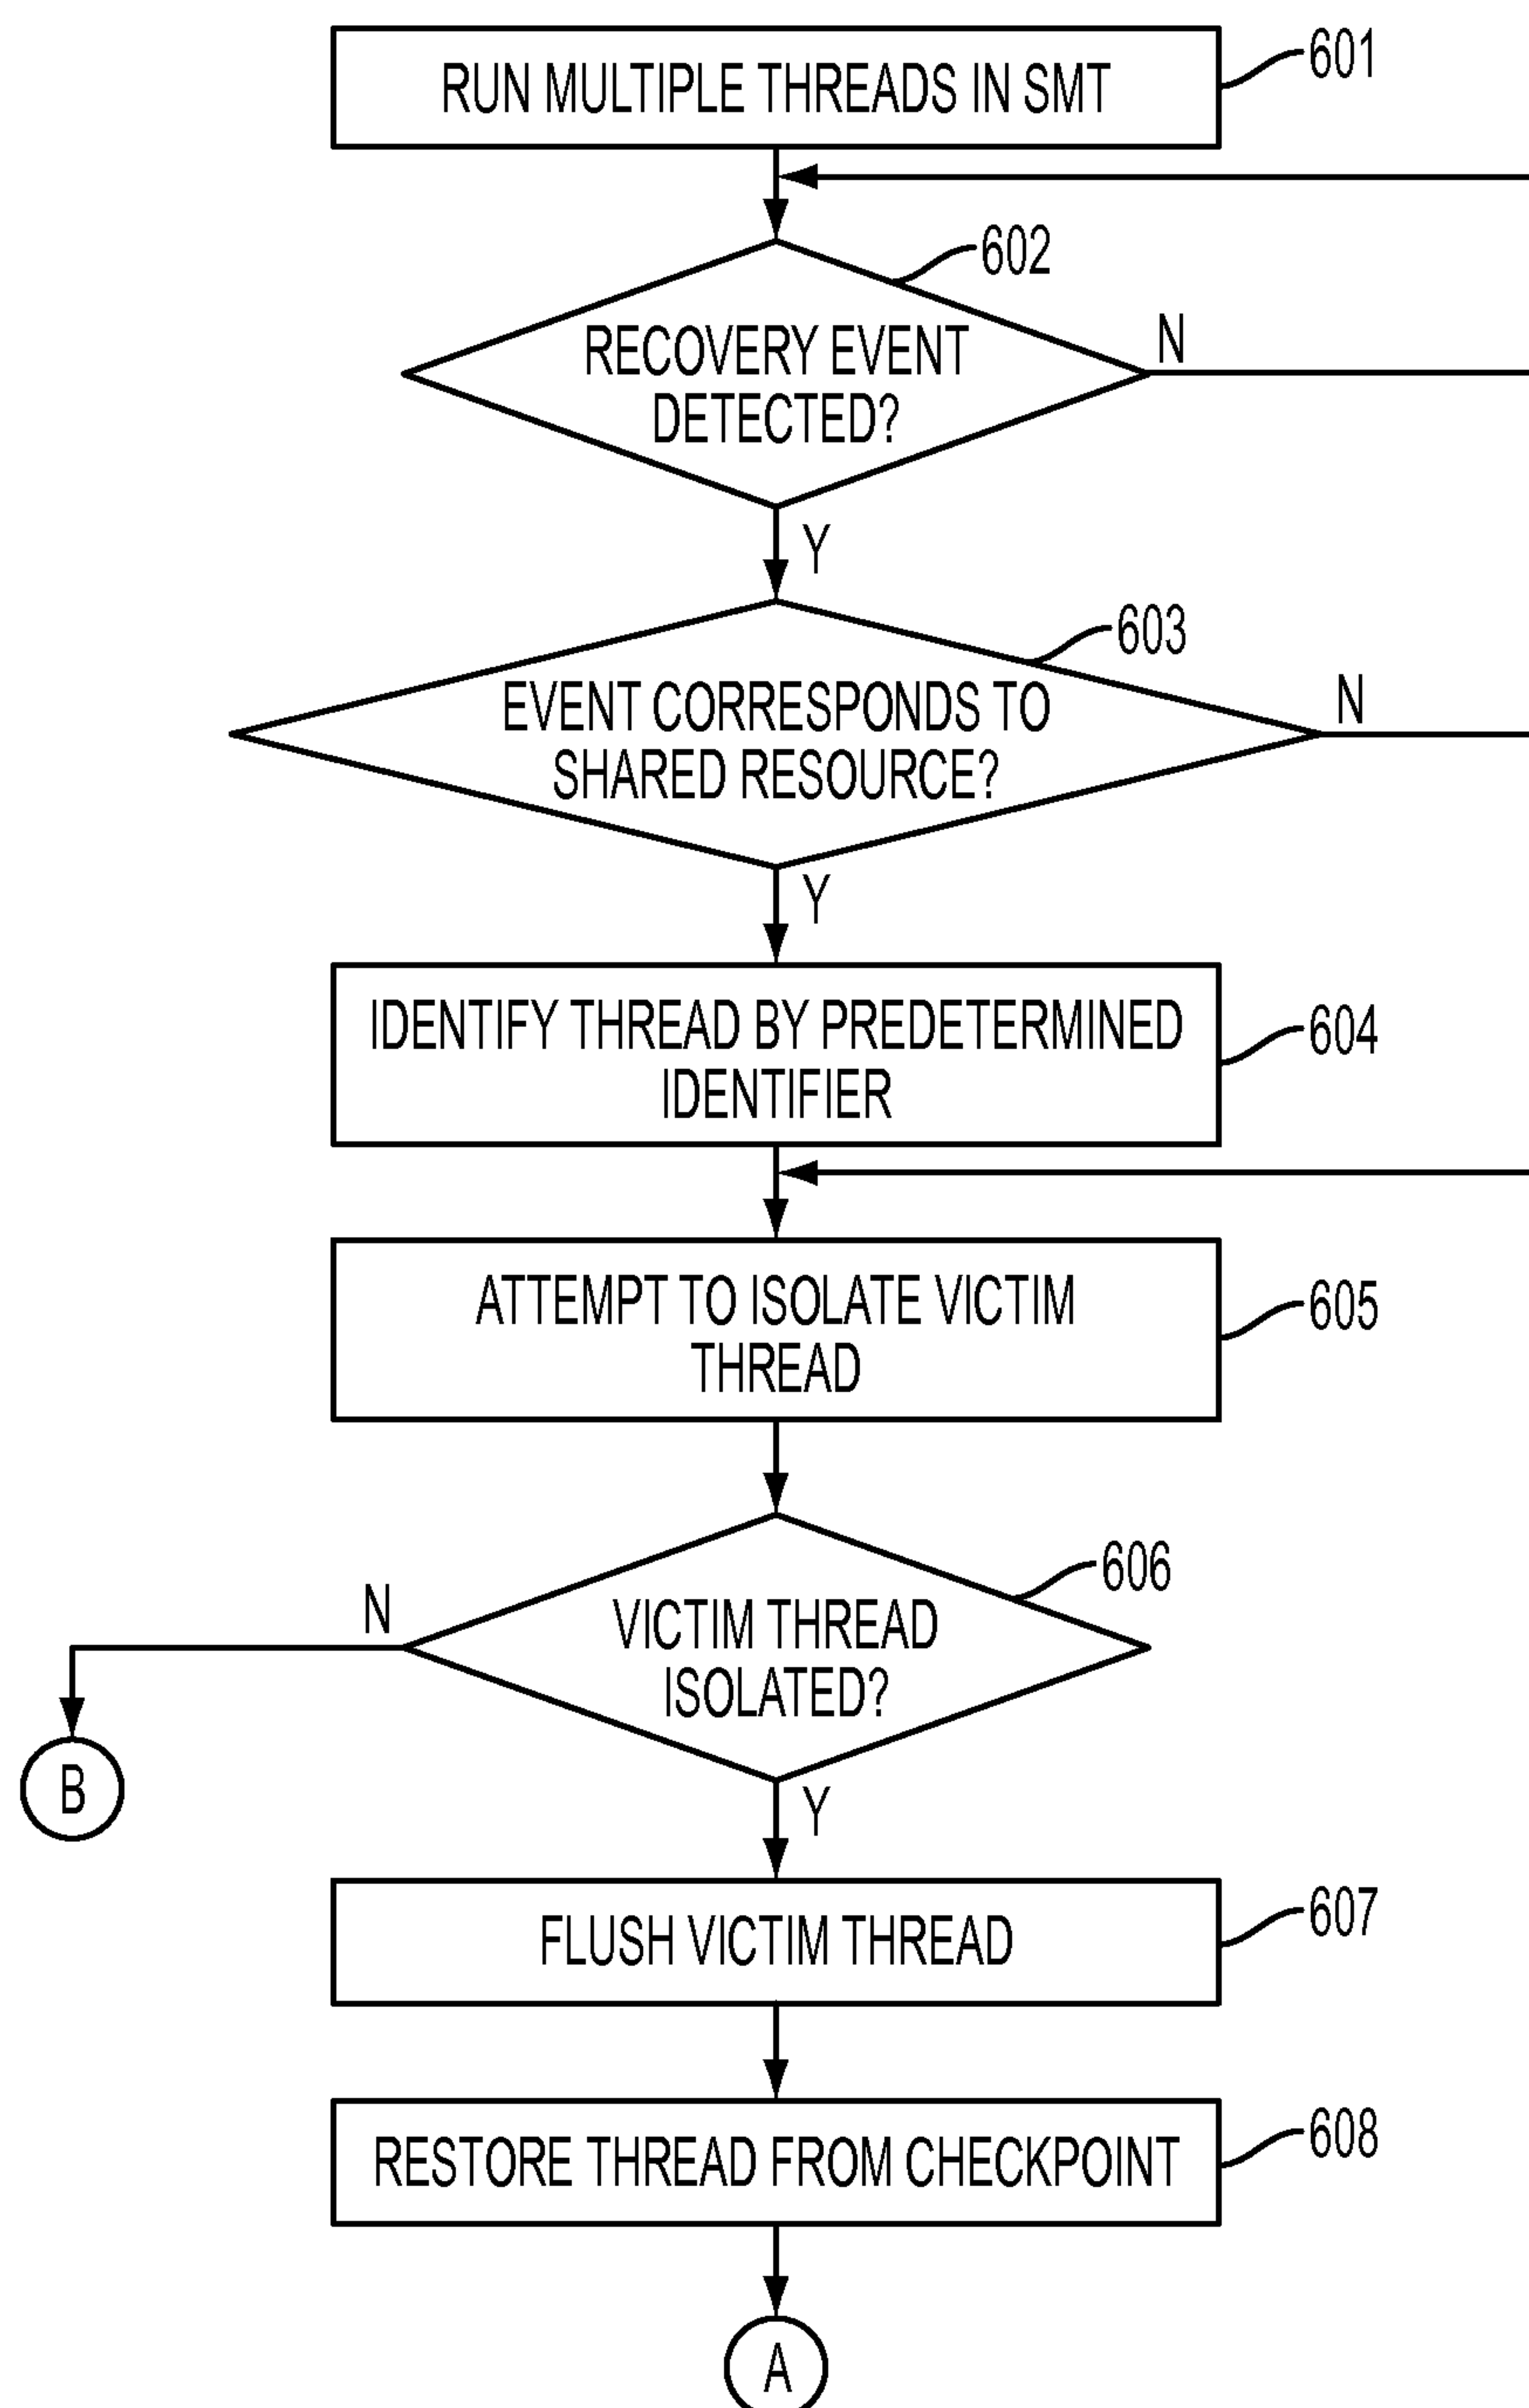 RUN MULTIPLE THREADS IN SMT
601
602
RECOVERY EVENT
DETECTED?
N
Y
603
EVENT CORRESPONDS TO
SHARED RESOURCE?
N
Y
IDENTIFY THREAD BY PREDETERMINED
IDENTIFIER
604
ATTEMPT TO ISOLATE VICTIM
THREAD
605
606
VICTIM THREAD
ISOLATED?
N
B
Y
FLUSH VICTIM THREAD
607
RESTORE THREAD FROM CHECKPOINT
608
A